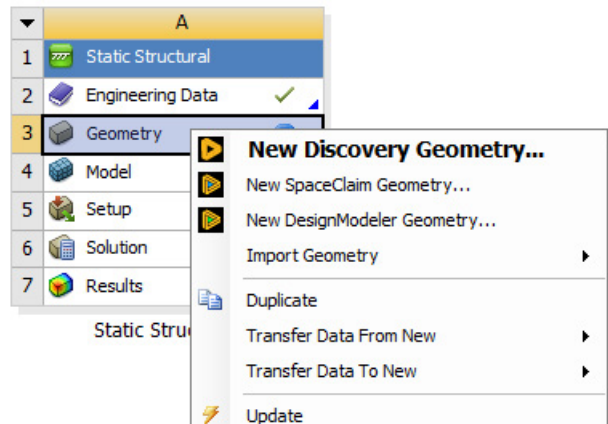 A
1 Static Structural
2 Engineering Data
3 Geometry
New Discovery Geometry...
4 Model
New SpaceClaim Geometry...
5 Setup
New DesignModeler Geometry...
6 Solution
Import Geometry
7 Results
Duplicate
Static Stru
Transfer Data From New
Transfer Data To New
Update